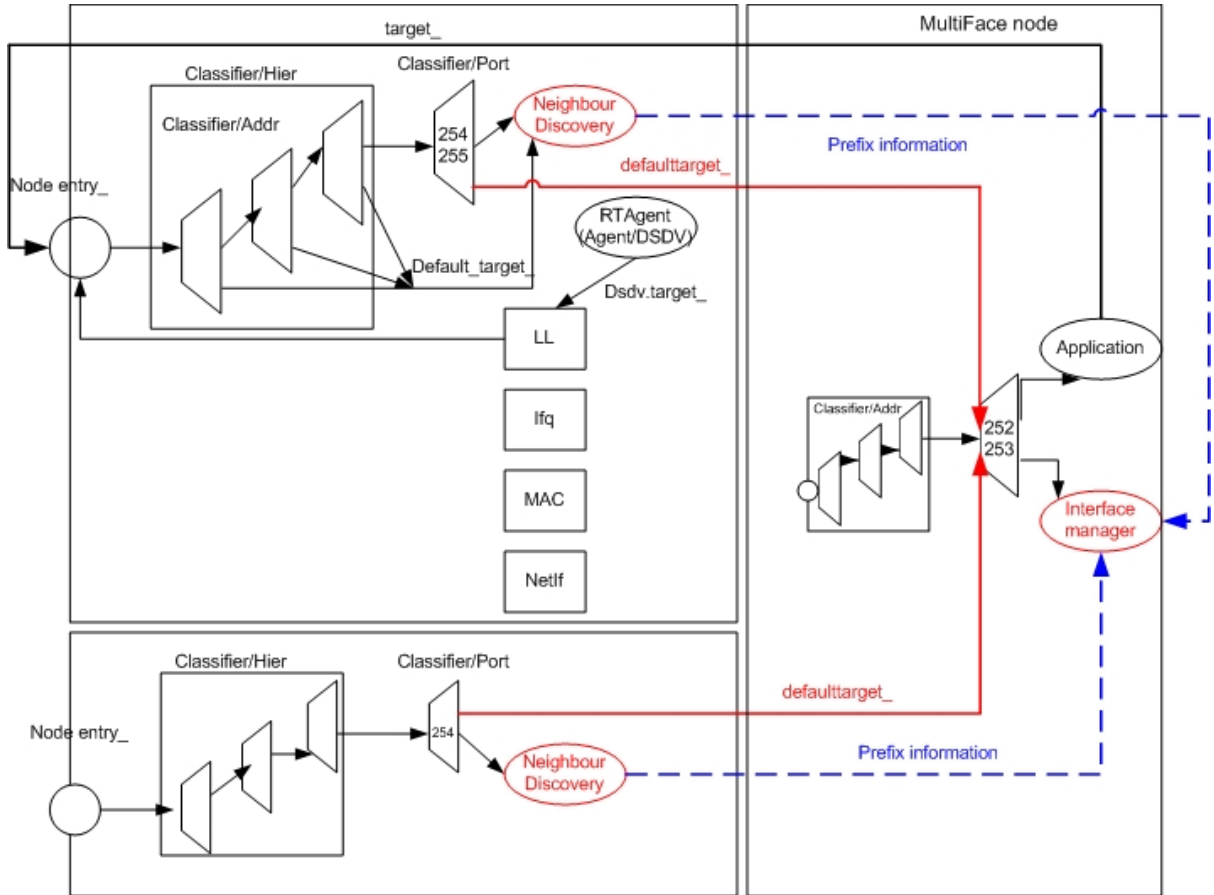 MultiFace node
target_
Classifier/Hier
Classifier/Port
Classifier/Addr
Neighbour
Discovery
254
255
Prefix information
defaulttarget_
Node entry_
RTAgent
(Agent/DSDV)
Default_target_
Dsdv.target_
LL
Application
Ifq
Classifier/Addr
252
253
MAC
Interface
manager
NetIf
Classifier/Hier
Classifier/Port
defaulttarget_
Node entry_
254
Prefix information
Neighbour
Discovery